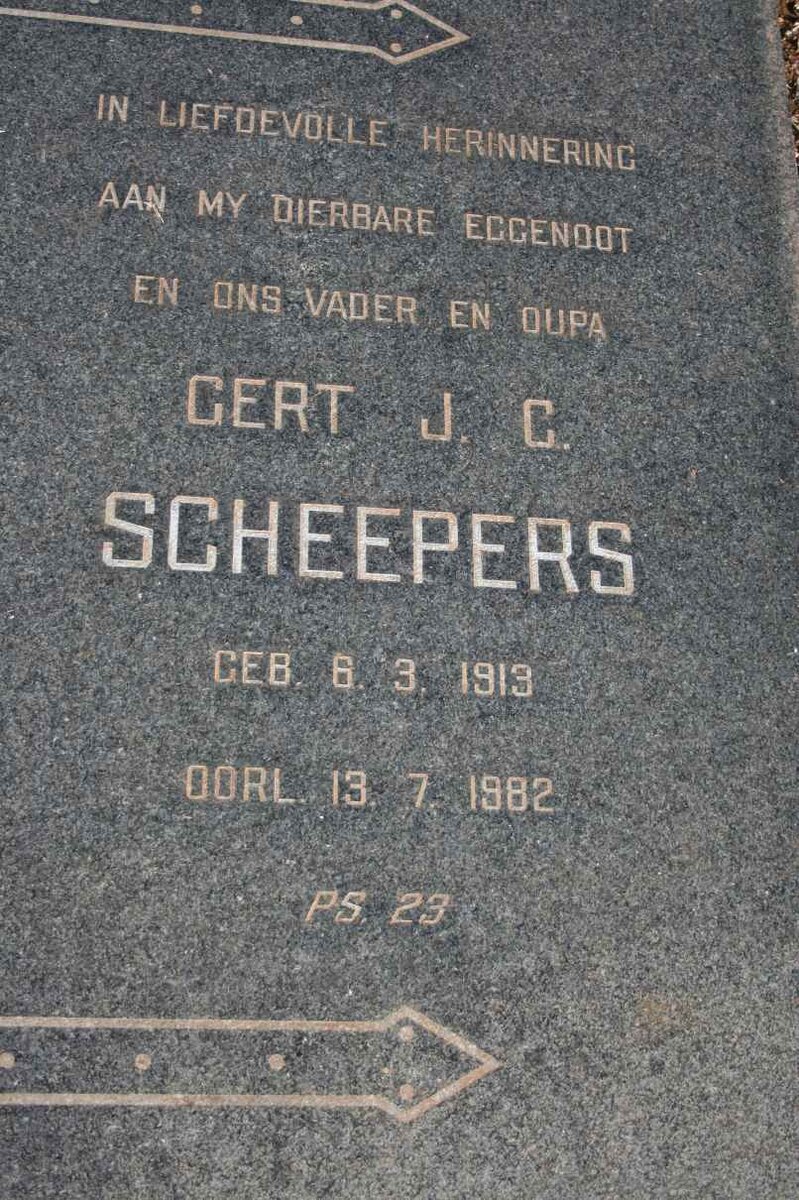 IN LIEFDEVOLLE HERINNERING
AAN MY DIERBARE EGGENOOT
EN ONS VADER EN OUPA
GERT J. C.
SCHEEPERS
GEB. 6. 3. 1913
OORL. 13. 7. 1982
PS. 23